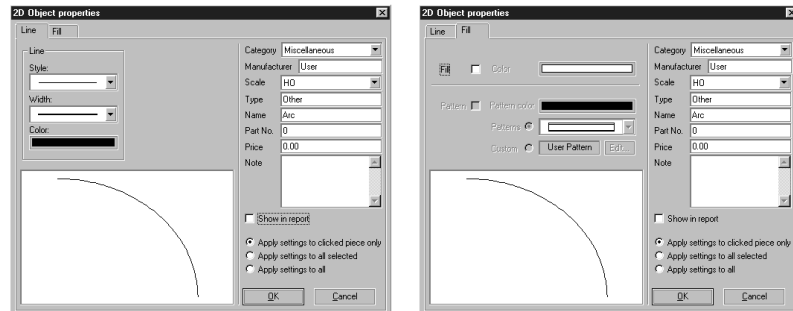 2D Object properties
Line Fill
Line
Style:
Width:
Color:
Category Miscellaneous
Manufacturer User
Scale HO
Type Other
Name Arc
Part No. 0
Price 0.00
Note
Show in report
Apply settings to clicked piece only
Apply settings to all selected
Apply settings to all
OK Cancel
2D Object properties
Line Fill
Fill Color
Pattern Pattern color
Patterns
Custom User Pattern Edit...
Category Miscellaneous
Manufacturer User
Scale HO
Type Other
Name Arc
Part No. 0
Price 0.00
Note
Show in report
Apply settings to clicked piece only
Apply settings to all selected
Apply settings to all
OK Cancel